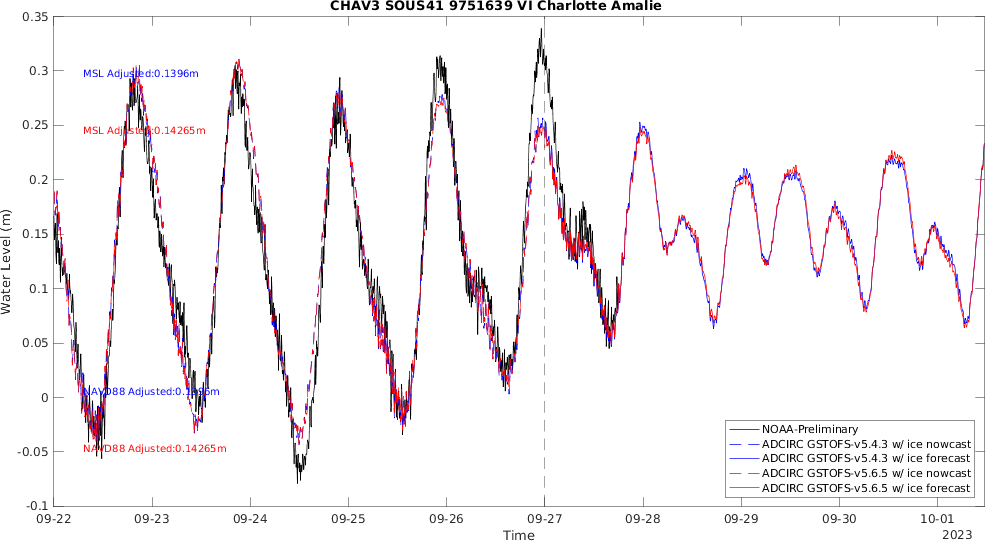 CHAV3 SOUS41 9751639 VI Charlotte Amalie
0.35
0.3
0.25
0.2
0.15
0.1
0.05
0
-0.05
-0.1
Water Level (m)
MSL Adjusted:0.1396m
MSL Adjusted:0.14265m
NAVD88 Adjusted:0.1396m
NAVD88 Adjusted:0.14265m
NOAA-Preliminary
ADCIRC GSTOFS-v5.4.3 w/ ice nowcast
ADCIRC GSTOFS-v5.4.3 w/ ice forecast
ADCIRC GSTOFS-v5.6.5 w/ ice nowcast
ADCIRC GSTOFS-v5.6.5 w/ ice forecast
09-22 09-23 09-24 09-25 09-26 09-27 09-28 09-29 09-30 10-01
Time
2023